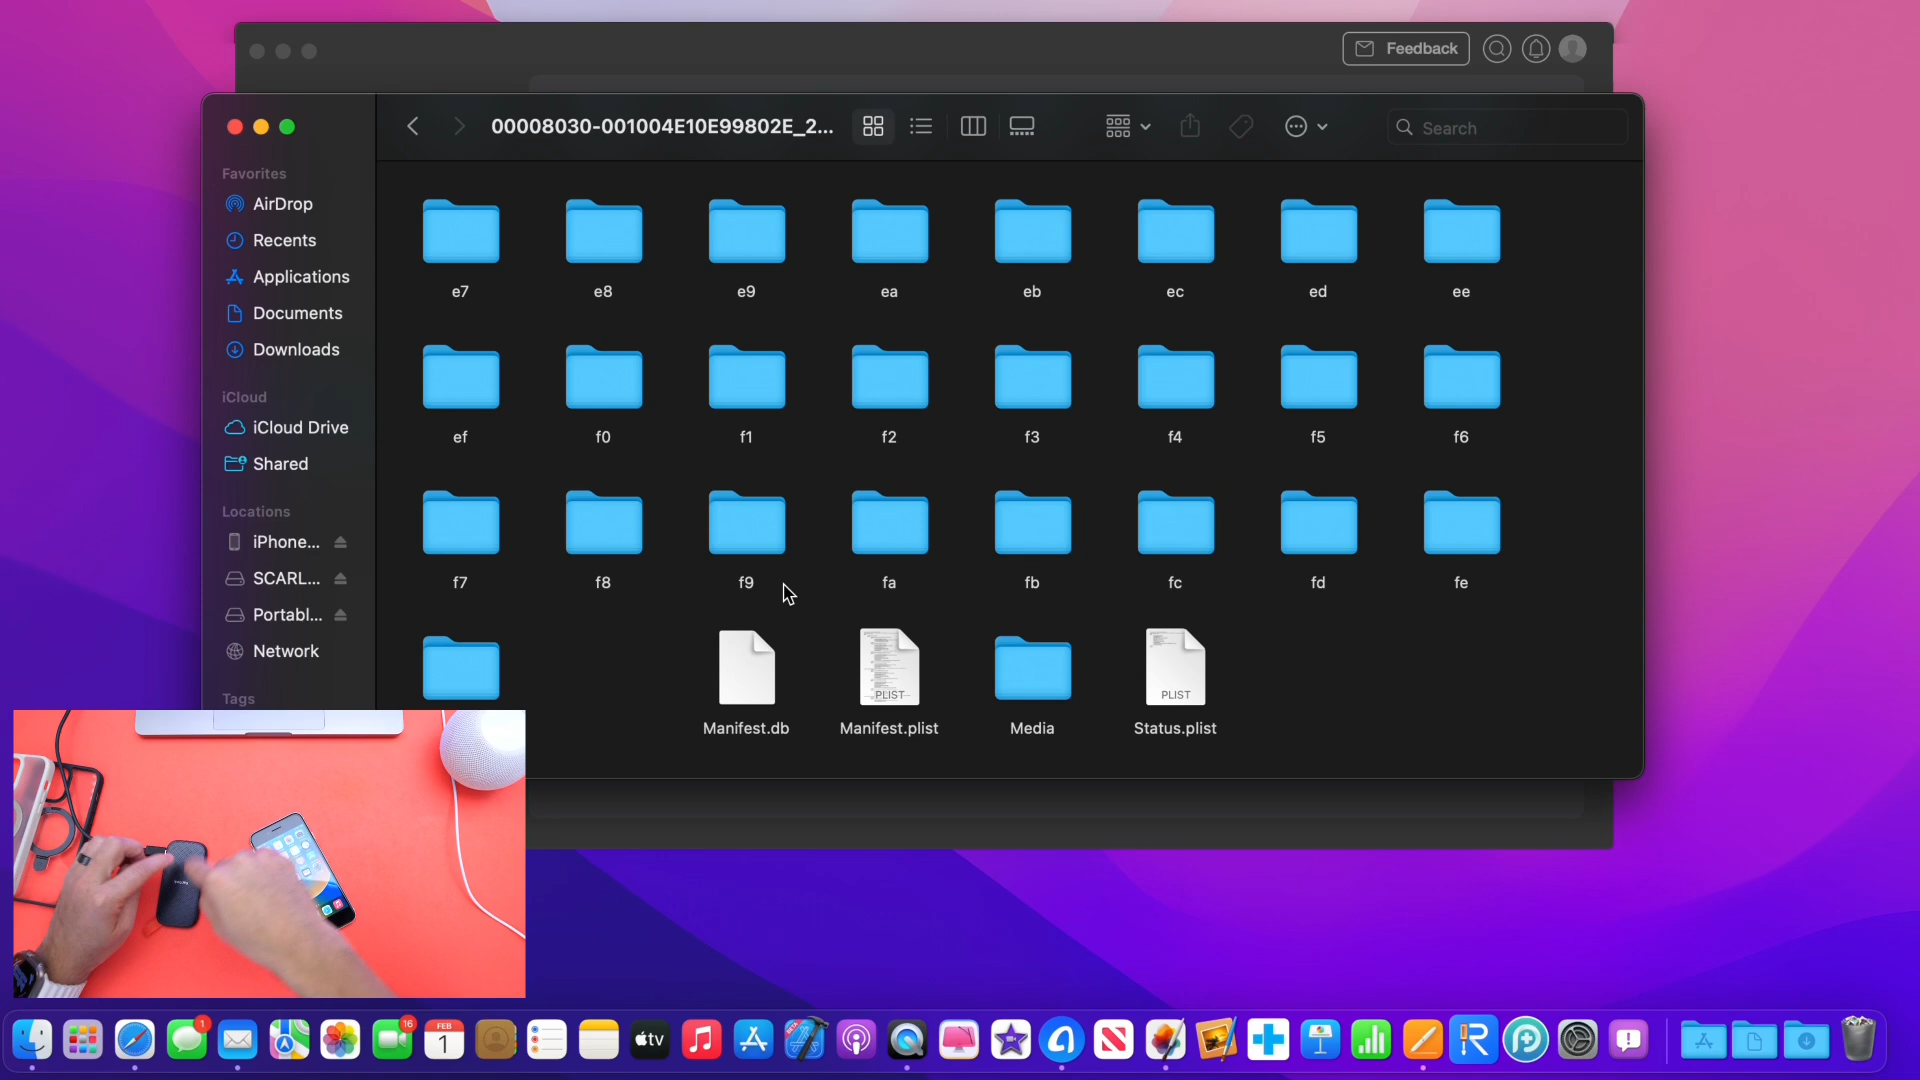 Feedback
00008030-001004E10E99802E_2...
Search
Favorites
AirDrop
Recents
Applications
Documents
Downloads
iCloud
iCloud Drive
Shared
Locations
iPhone...
SCARL...
Portabl...
Network
Tags
e7
e8
e9
ea
eb
ec
ed
ee
ef
f0
f1
f2
f3
f4
f5
f6
f7
f8
f9
fa
fb
fc
fd
fe
PLIST
PLIST
Manifest.db
Manifest.plist
Media
Status.plist
1
16
FEB
1
tv